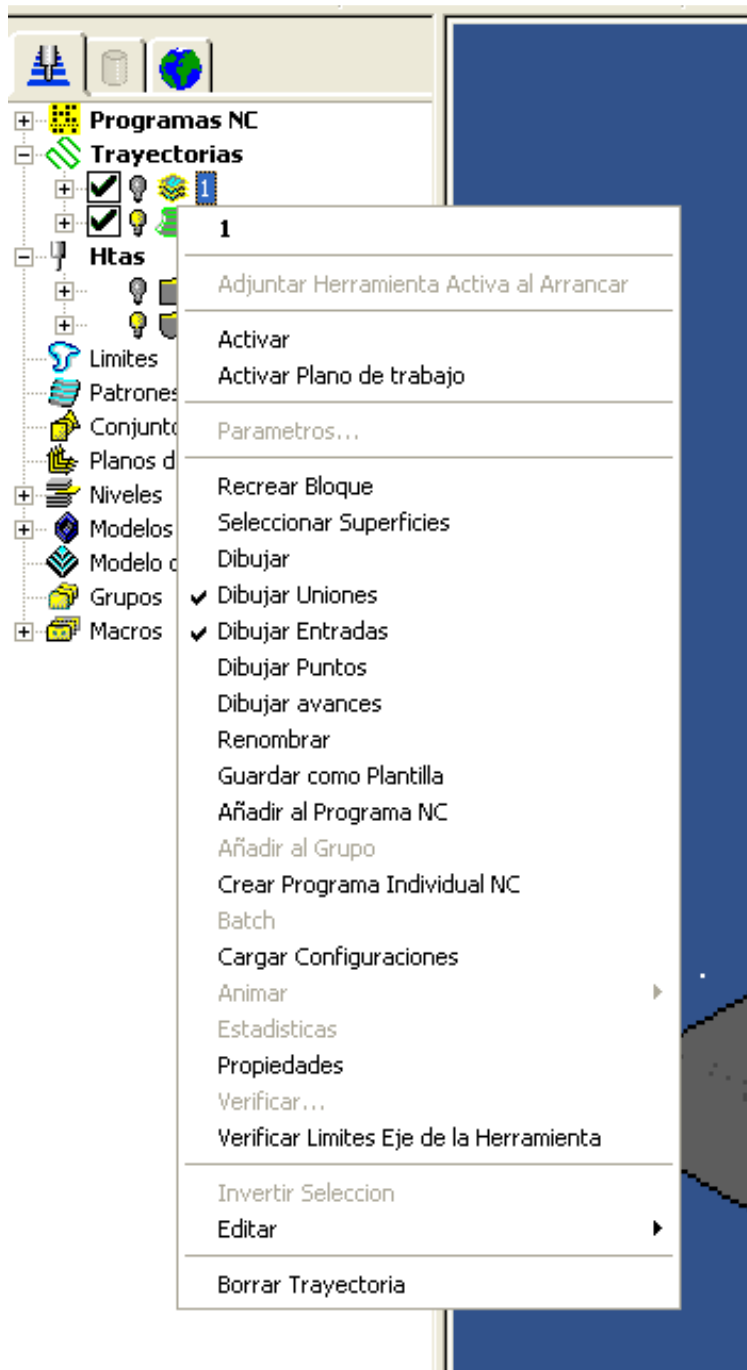 Programas NC
Trayectorias
1
Htas
Limites
Patrones
Conjunto
Planos d
Niveles
Modelos
Modelo
Grupos
Macros
1
Adjuntar Herramienta Activa al Arrancar
Activar
Activar Plano de trabajo
Parametros...
Recrear Bloque
Seleccionar Superficies
Dibujar
Dibujar Uniones
Dibujar Entradas
Dibujar Puntos
Dibujar avances
Renombrar
Guardar como Plantilla
Añadir al Programa NC
Añadir al Grupo
Crear Programa Individual NC
Batch
Cargar Configuraciones
Animar
Estadisticas
Propiedades
Verificar...
Verificar Limites Eje de la Herramienta
Invertir Seleccion
Editar
Borrar Trayectoria